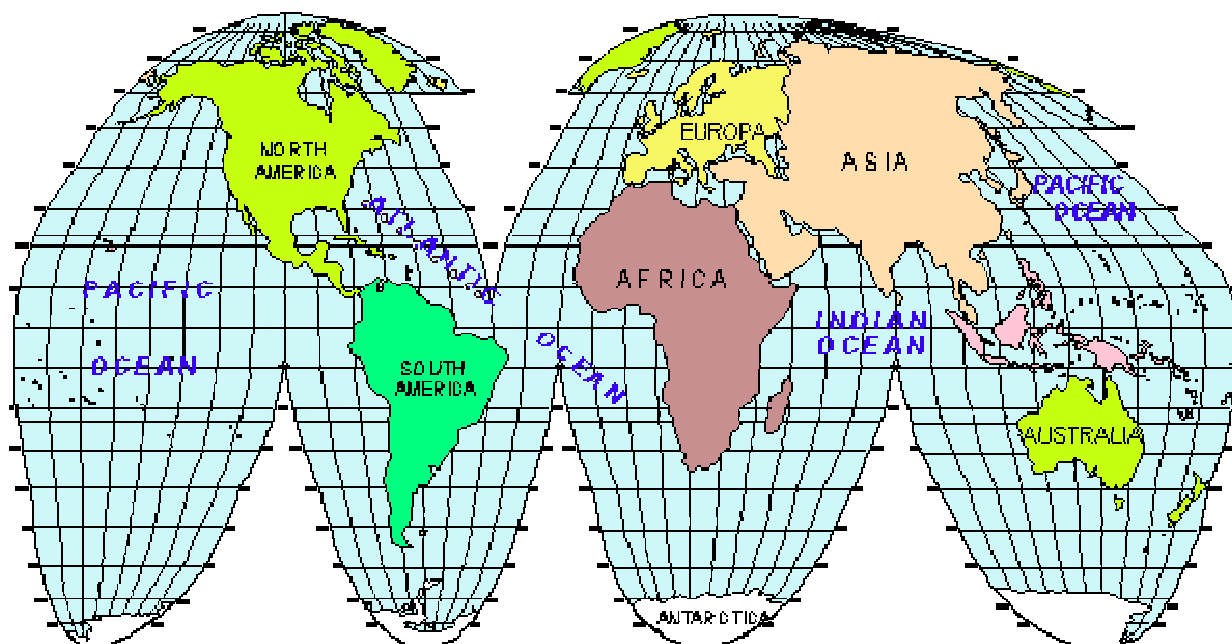 NORTH
AMERICA
ATLANTIC
OCEAN
PACIFIC
OCEAN
SOUTH
AMERICA
EUROPA
ASIA
AFRICA
PACIFIC
OCEAN
INDIAN
OCEAN
AUSTRALIA
ANTARCTICA